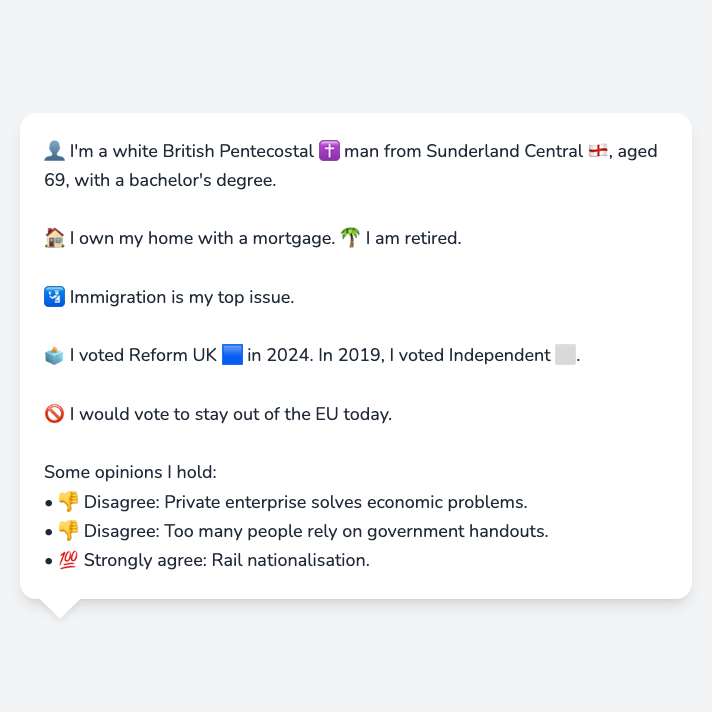 👤 I'm a white British Pentecostal ✝️ man from Sunderland Central 🏴󠁧󠁢󠁥󠁮󠁧󠁿, aged
69, with a bachelor's degree.
🏠 I own my home with a mortgage. 🌴 I am retired.
🛂 Immigration is my top issue.
🗳️ I voted Reform UK 🟦 in 2024. In 2019, I voted Independent ⬜.
🚫 I would vote to stay out of the EU today.
Some opinions I hold:
• 👎 Disagree: Private enterprise solves economic problems.
• 👎 Disagree: Too many people rely on government handouts.
• 💯 Strongly agree: Rail nationalisation.